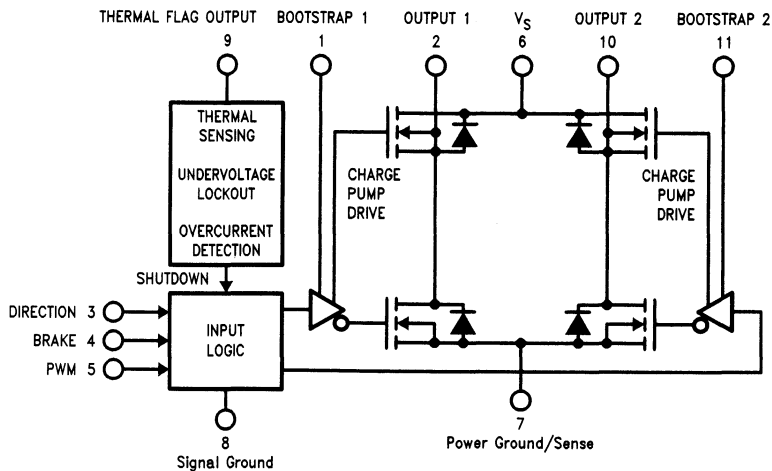 THERMAL FLAG OUTPUT BOOTSTRAP 1 OUTPUT 1 VS OUTPUT 2 BOOTSTRAP 2
9 1 2 6 10 11
THERMAL
SENSING
UNDERVOLTAGE
LOCKOUT
OVERCURRENT
DETECTION
CHARGE
PUMP
DRIVE
CHARGE
PUMP
DRIVE
SHUTDOWN
DIRECTION 3
BRAKE 4
PWM 5
INPUT
LOGIC
8
Signal Ground
7
Power Ground/Sense